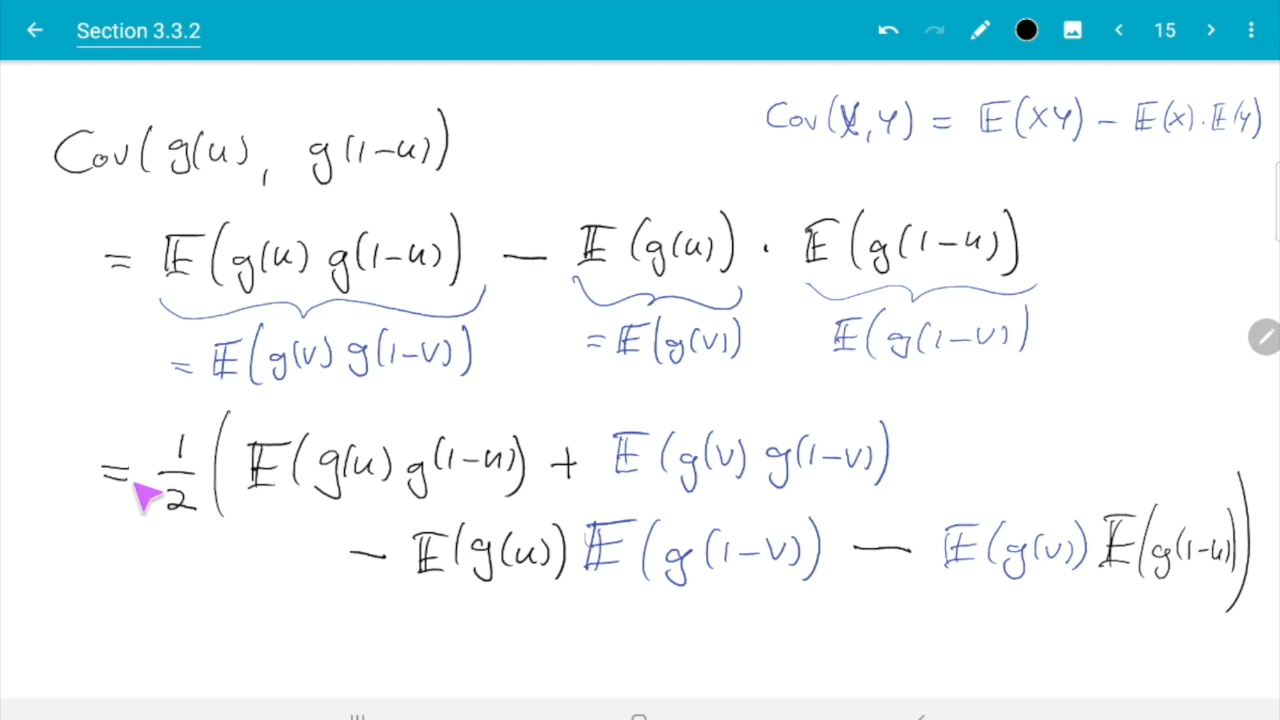 Section 3.3.2
15
Cov(X,Y) = 𝔼(XY) - 𝔼(X)·𝔼(Y)
Cov(g(u), g(1-u))
= 𝔼(g(u) g(1-u)) - 𝔼(g(u)) · 𝔼(g(1-u))
= 𝔼(g(V) g(1-V)) = 𝔼(g(V)) 𝔼(g(1-V))
= 1/2 (𝔼(g(u) g(1-u)) + 𝔼(g(V) g(1-V))
- 𝔼(g(u)) 𝔼(g(1-V)) - 𝔼(g(V)) 𝔼(g(1-u)))